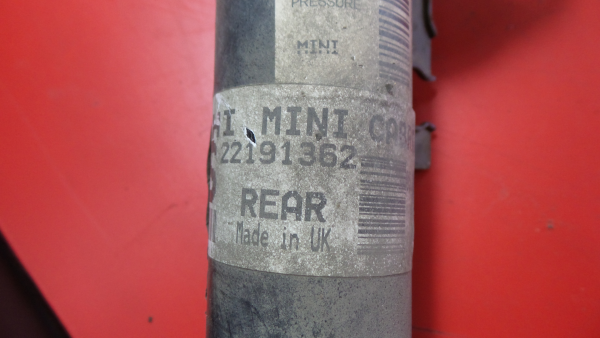 PRESSURE
MINI
MINI
22191362
REAR
Made in UK